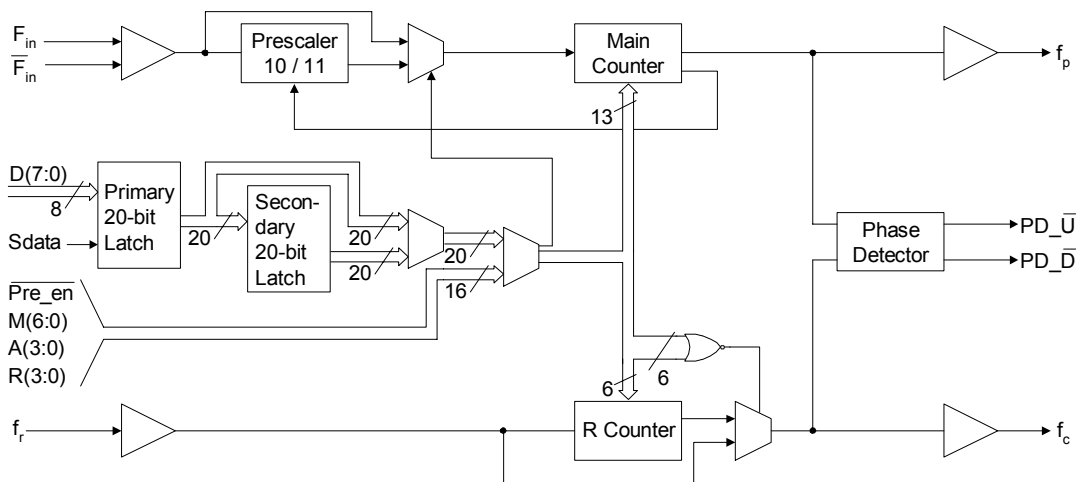 F_in
F̅_in
Prescaler
10 / 11
Main
Counter
f_p
13
D(7:0)
8
Sdata
Primary
20-bit
Latch
20
Secon-
dary
20-bit
Latch
20
20
20
16
P̅r̅e̅_en
M(6:0)
A(3:0)
R(3:0)
Phase
Detector
PD_U̅
PD_D̅
6
6
f_r
R Counter
f_c